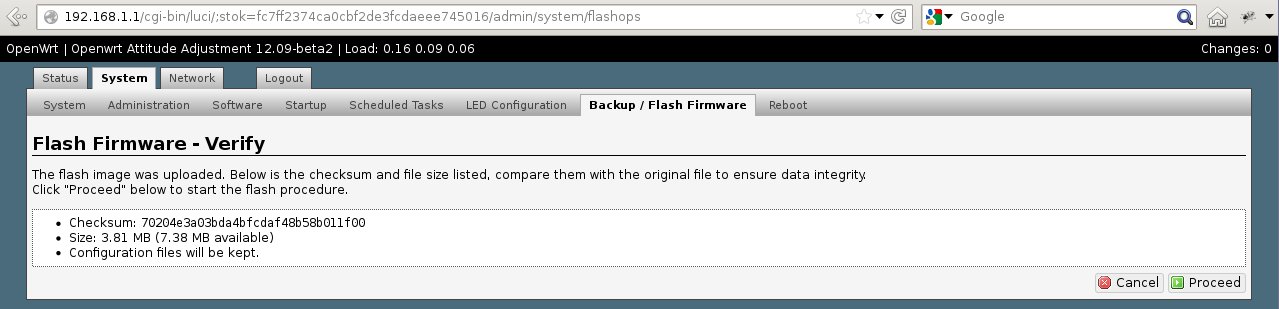 192.168.1.1/cgi-bin/luci/;stok=fc7ff2374ca0cbf2de3fcdaeee745016/admin/system/flashops Google
OpenWrt | Openwrt Attitude Adjustment 12.09-beta2 | Load: 0.16 0.09 0.06 Changes: 0
Status System Network Logout
System Administration Software Startup Scheduled Tasks LED Configuration Backup / Flash Firmware Reboot
Flash Firmware - Verify
The flash image was uploaded. Below is the checksum and file size listed, compare them with the original file to ensure data integrity.
Click "Proceed" below to start the flash procedure.
• Checksum: 70204e3a03bda4bfcdaf48b58b011f00
• Size: 3.81 MB (7.38 MB available)
• Configuration files will be kept.
Cancel Proceed